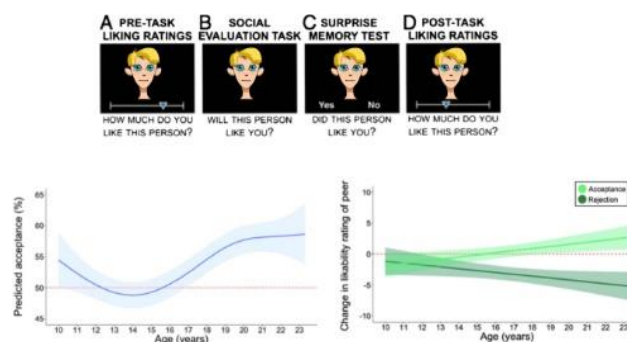 A PRE-TASK LIKING RATINGS
B SOCIAL EVALUATION TASK
C SURPRISE MEMORY TEST
D POST-TASK LIKING RATINGS
Yes No
HOW MUCH DO YOU LIKE THIS PERSON?
WILL THIS PERSON LIKE YOU?
DID THIS PERSON LIKE YOU?
HOW MUCH DO YOU LIKE THIS PERSON?
Predicted acceptance (%)
65
60
55
50
45
10 11 12 13 14 15 16 17 18 19 20 21 22 23
Age (years)
Change in likability rating of peer
Acceptance
Rejection
10
5
0
-5
-10
10 11 12 13 14 15 16 17 18 19 20 21 22 23
Age (years)